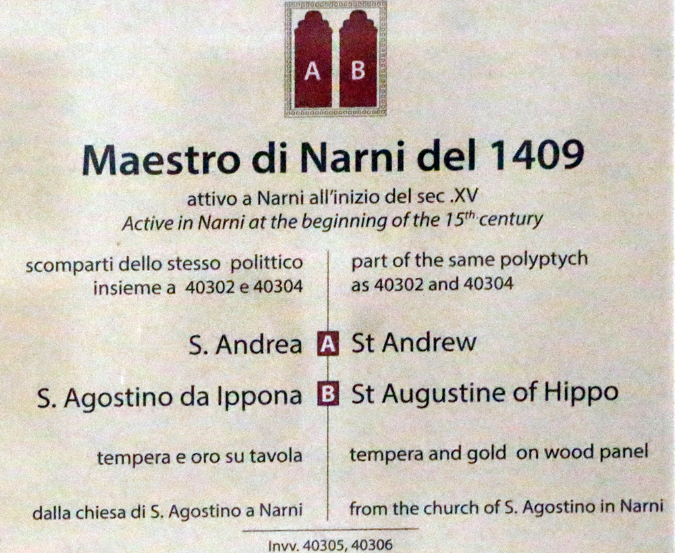 A B
Maestro di Narni del 1409
attivo a Narni all'inizio del sec .XV
Active in Narni at the beginning of the 15th century
scomparti dello stesso polittico
insieme a 40302 e 40304
part of the same polyptych
as 40302 and 40304
S. Andrea A St Andrew
S. Agostino da Ippona B St Augustine of Hippo
tempera e oro su tavola
tempera and gold on wood panel
dalla chiesa di S. Agostino a Narni
from the church of S. Agostino in Narni
Invv. 40305, 40306